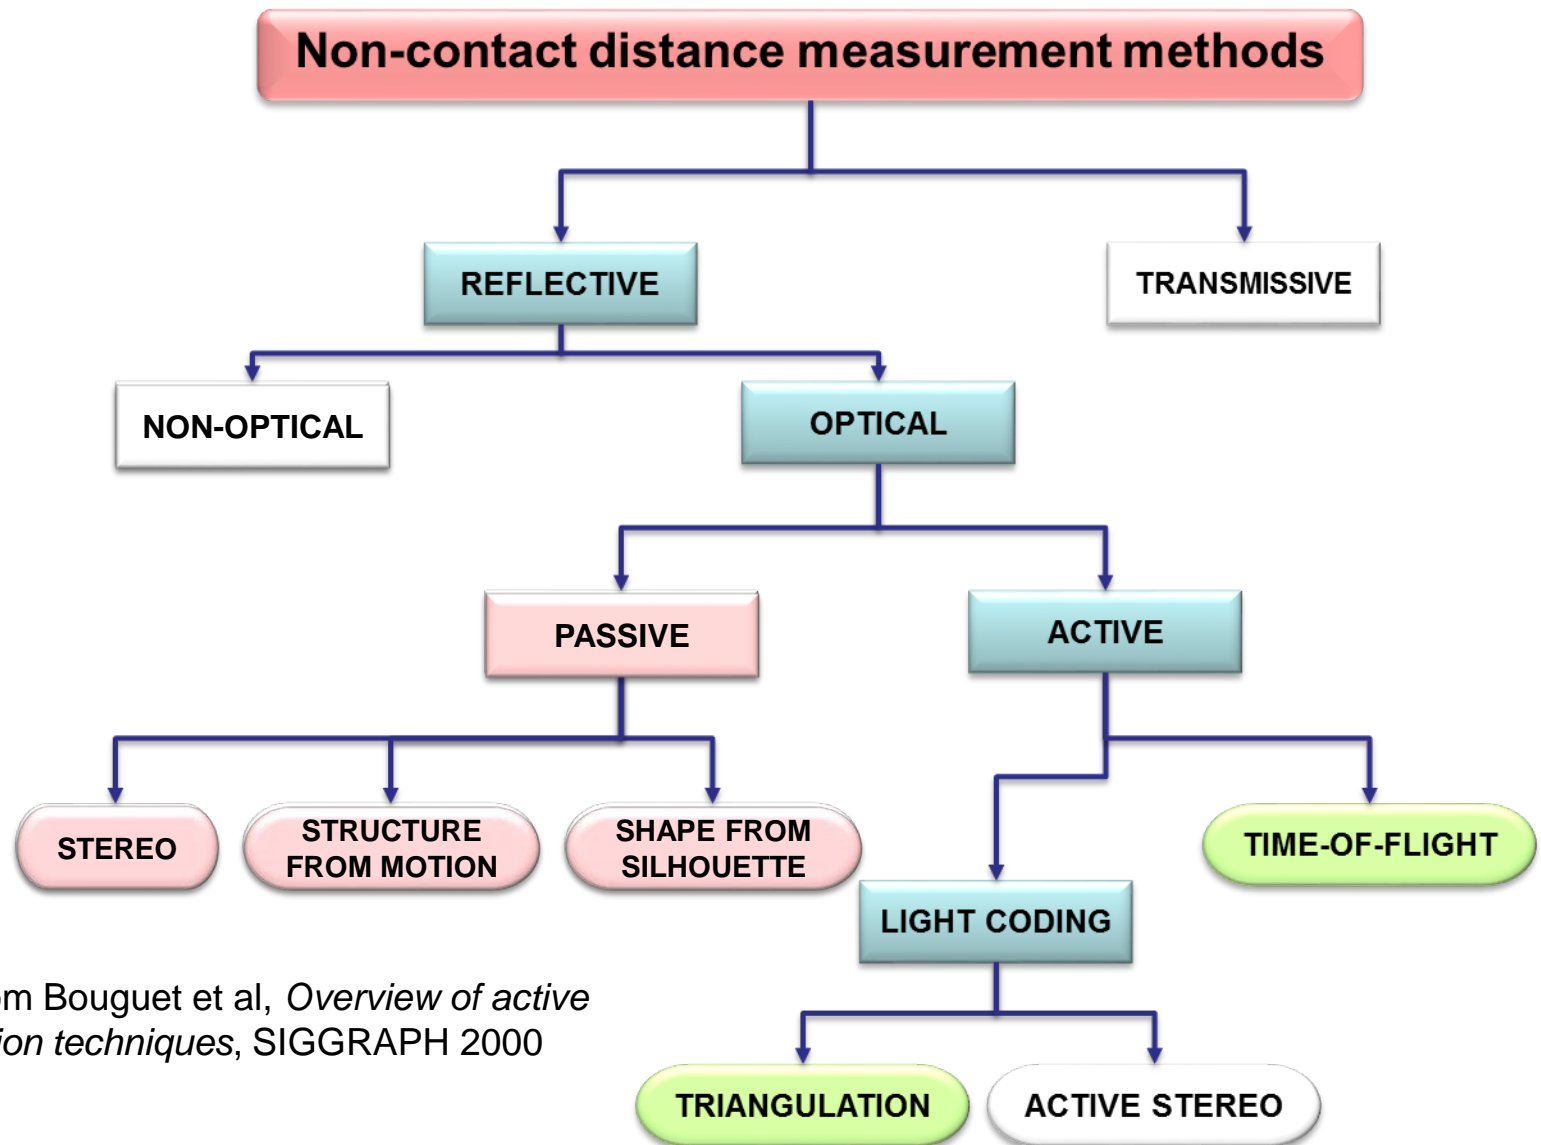 Non-contact distance measurement methods
REFLECTIVE
TRANSMISSIVE
NON-OPTICAL
OPTICAL
PASSIVE
ACTIVE
STEREO
STRUCTURE
FROM MOTION
SHAPE FROM
SILHOUETTE
TIME-OF-FLIGHT
LIGHT CODING
Bouguet et al, Overview of active
techniques, SIGGRAPH 2000
TRIANGULATION
ACTIVE STEREO